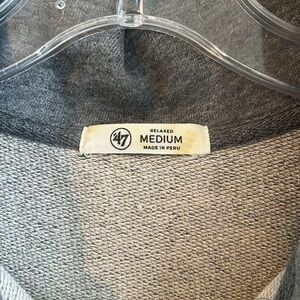 '47
RELAXED
MEDIUM
MADE IN PERU